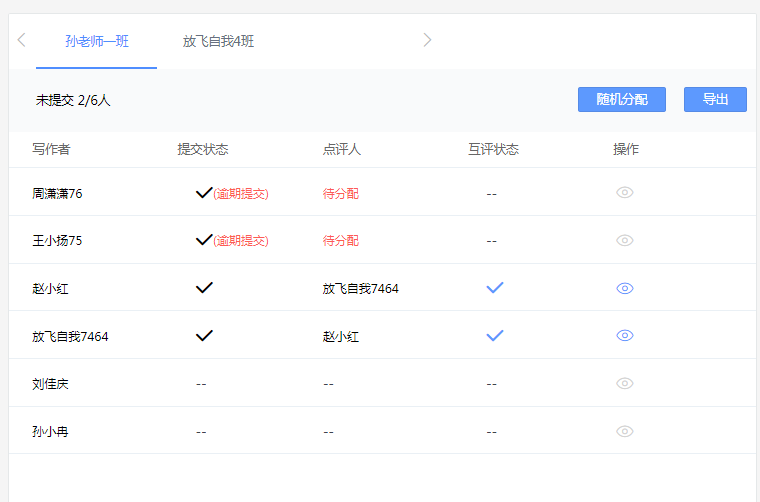 孙老师一班 放飞自我4班
未提交 2/6人 随机分配 导出
写作者 提交状态 点评人 互评状态 操作
周潇潇76 (逾期提交) 待分配 --
王小扬75 (逾期提交) 待分配 --
赵小红 放飞自我7464
放飞自我7464 赵小红
刘佳庆 -- -- --
孙小冉 -- -- --